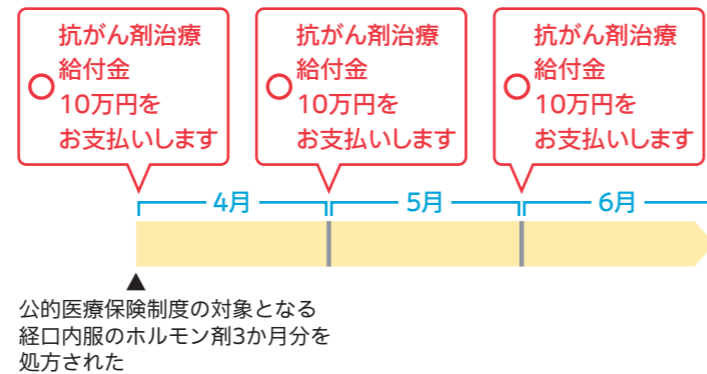 抗がん剤治療
給付金
10万円を
お支払いします
抗がん剤治療
給付金
10万円を
お支払いします
抗がん剤治療
給付金
10万円を
お支払いします
4月
5月
6月
公的医療保険制度の対象となる
経口内服のホルモン剤3か月分を
処方された